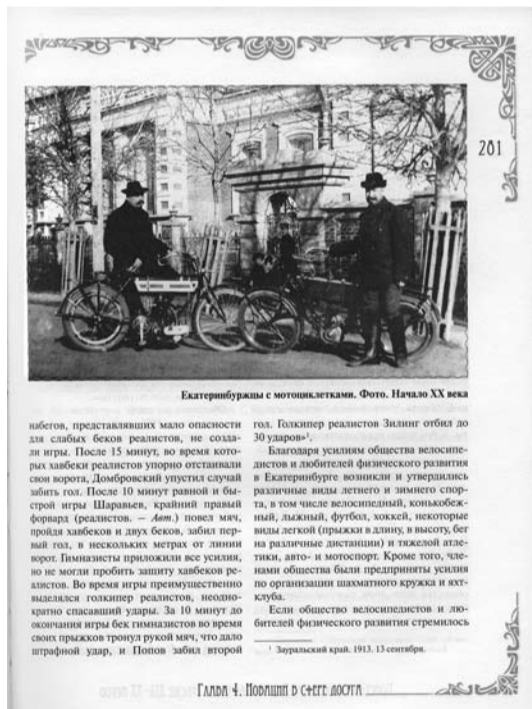 281
Екатеринбуржцы с мотоциклетками. Фото. Начало XX века
набегов, представлявших мало опасности
для слабых беков реалистов, не созда-
ли игры. После 15 минут, во время кото-
рых хавбеки реалистов упорно отстаивали
свои ворота, Домбровский упустил случай
забить гол. После 10 минут равной и бы-
строй игры Шаравьев, крайний правый
форвард (реалистов. – Авт.) повел мяч,
пройдя хавбеков и двух беков, забил пер-
вый гол, в нескольких метрах от линии
ворот. Гимназисты приложили все усилия,
но не могли пробить защиту хавбеков ре-
алистов. Во время игры преимущественно
выделялся голкипер реалистов, неодно-
кратно спасавший удары. За 10 минут до
окончания игры бек гимназистов во время
своих прыжков тронул рукой мяч, что дало
штрафной удар, и Попов забил второй
гол. Голкипер реалистов Зилинг отбил до
30 ударов»¹.
Благодаря усилиям общества велосипе-
дистов и любителей физического развития
в Екатеринбурге возникли и утвердились
различные виды летнего и зимнего спор-
та, в том числе велосипедный, конькобеж-
ный, лыжный, футбол, хоккей, некоторые
виды легкой (прыжки в длину, в высоту, бег
на различные дистанции) и тяжелой атле-
тики, авто- и мотоспорт. Кроме того, чле-
нами общества были предприняты усилия
по организации шахматного кружка и яхт-
клуба.
Если общество велосипедистов и лю-
бителей физического развития стремилось
¹ Зауральский край. 1913. 13 сентября.
Глава 4. Новации в сфере досуга